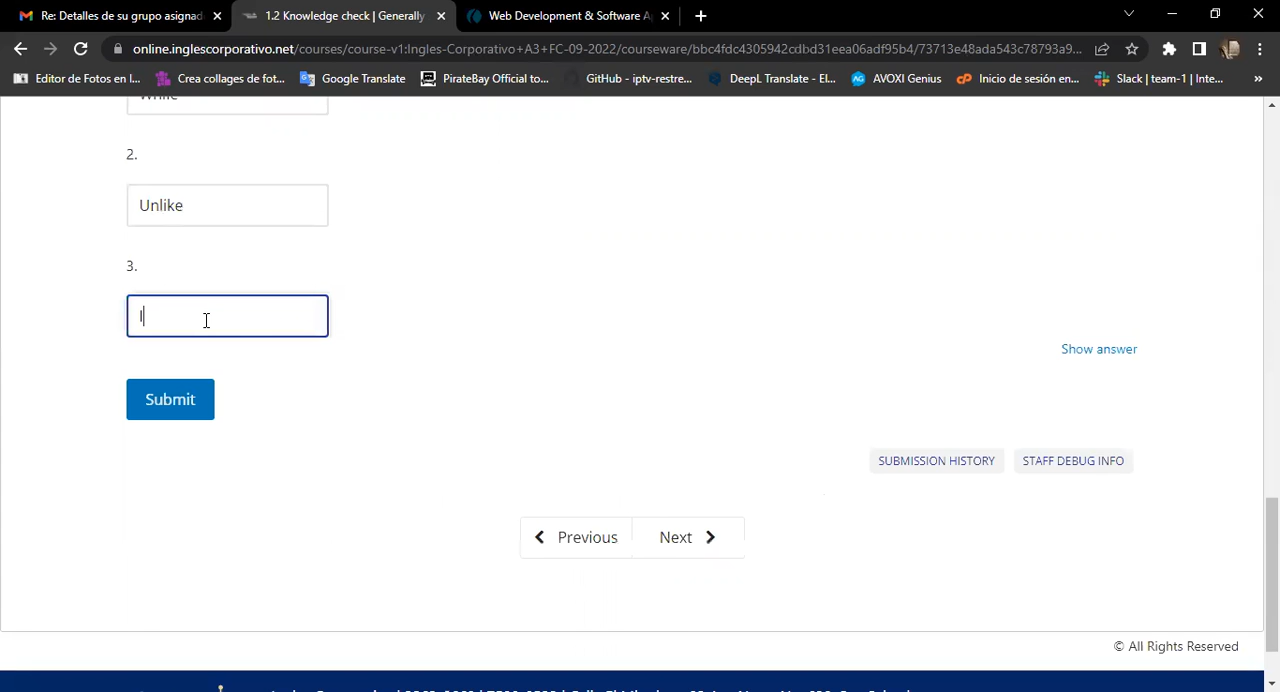 Re: Detalles de su grupo asignad
1.2 Knowledge check | Generally
Web Development & Software Ap
online.inglescorporativo.net/courses/course-v1:Ingles-Corporativo+A3+FC-09-2022/courseware/bbc4fdc4305942cdbd31eea06adf95b4/73713e48ada543c78793a9...
Editor de Fotos en l...
Crea collages de fot...
Google Translate
PirateBay Official to...
GitHub - iptv-restre...
DeepL Translate - El...
AVOXI Genius
Inicio de sesión en...
Slack | team-1 | Inte...
»
While
2.
Unlike
3.
I
Show answer
Submit
SUBMISSION HISTORY
STAFF DEBUG INFO
Previous
Next
© All Rights Reserved